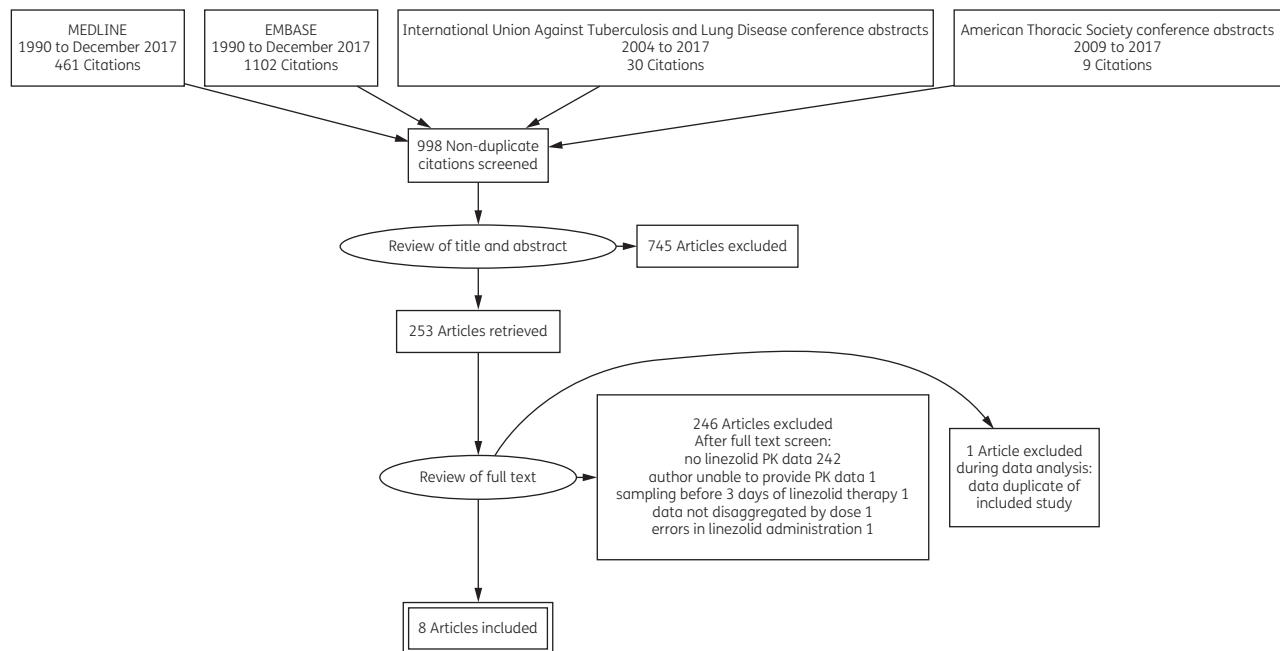 MEDLINE
1990 to December 2017
461 Citations
EMBASE
1990 to December 2017
1102 Citations
International Union Against Tuberculosis and Lung Disease conference abstracts
2004 to 2017
30 Citations
American Thoracic Society conference abstracts
2009 to 2017
9 Citations
998 Non-duplicate
citations screened
Review of title and abstract
745 Articles excluded
253 Articles retrieved
Review of full text
246 Articles excluded
After full text screen:
no linezolid PK data 242
author unable to provide PK data 1
sampling before 3 days of linezolid therapy 1
data not disaggregated by dose 1
errors in linezolid administration 1
1 Article excluded
during data analysis:
data duplicate of
included study
8 Articles included